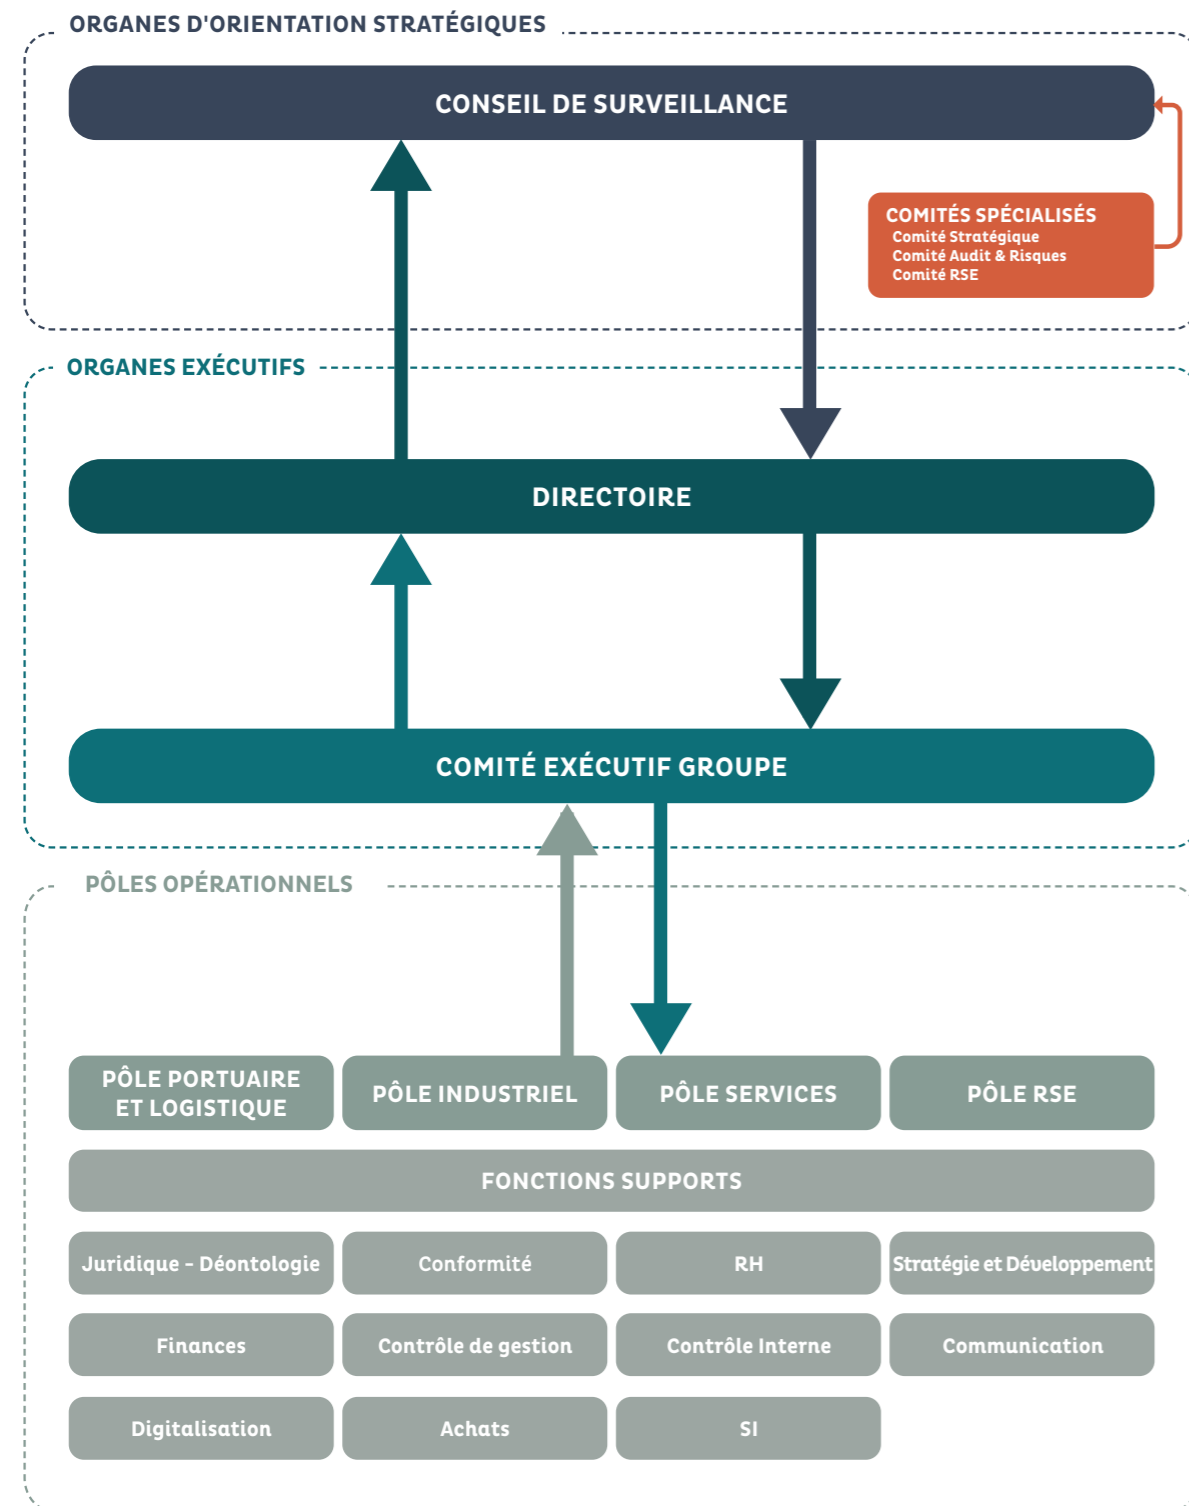 ORGANES D'ORIENTATION STRATÉGIQUES
CONSEIL DE SURVEILLANCE
COMITÉS SPÉCIALISÉS
Comité Stratégique
Comité Audit & Risques
Comité RSE
ORGANES EXÉCUTIFS
DIRECTOIRE
COMITÉ EXÉCUTIF GROUPE
PÔLES OPÉRATIONNELS
PÔLE PORTUAIRE
ET LOGISTIQUE
PÔLE INDUSTRIEL
PÔLE SERVICES
PÔLE RSE
FONCTIONS SUPPORTS
Juridique - Déontologie
Conformité
RH
Stratégie et Développement
Finances
Contrôle de gestion
Contrôle Interne
Communication
Digitalisation
Achats
SI